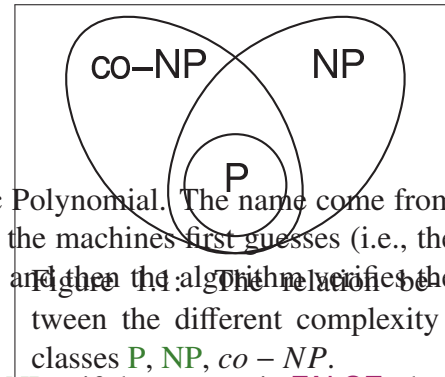 co–NP NP
P
c Polynomial. The name come from
the machines first guesses (i.e., the
and then the algorithm verifies the
Figure 1.1: The relation be-
tween the different complexity
classes P, NP, co – NP.